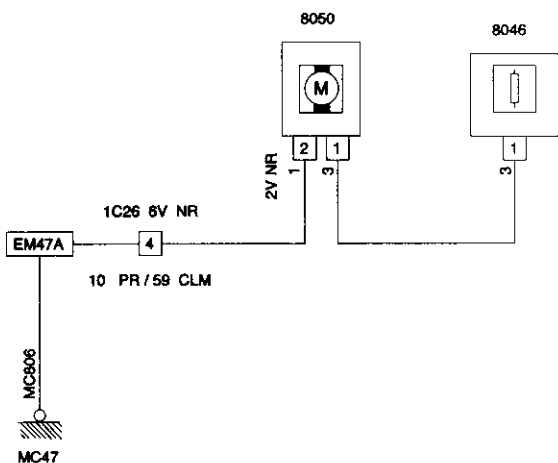 8050
8046
M
2
1
1
2V NR
1
3
3
1C26 6V NR
EM47A
4
10 PR / 59 CLM
MC806
MC47